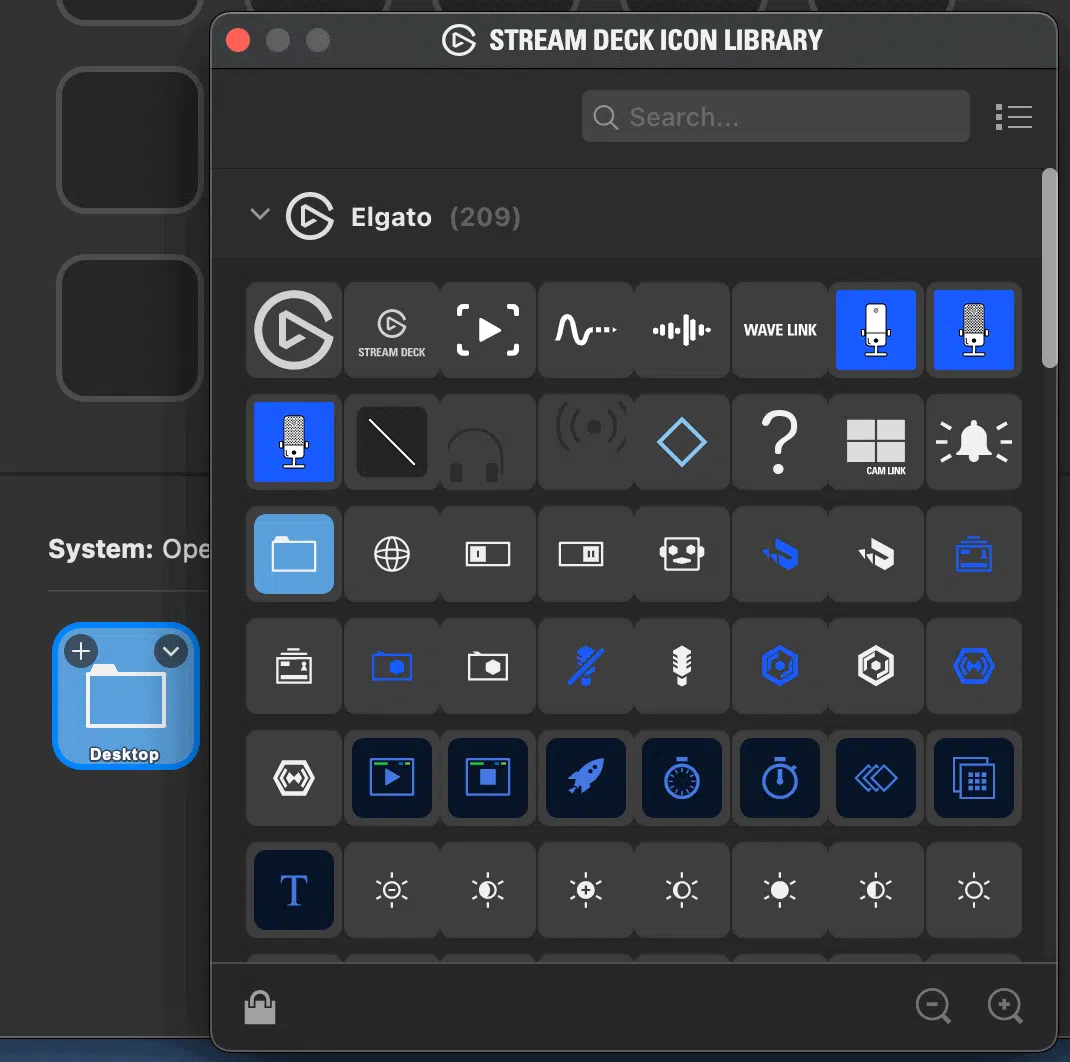 STREAM DECK ICON LIBRARY
Search...
Elgato (209)
STREAM DECK
WAVE LINK
CAM LINK
System: Ope
Desktop
T